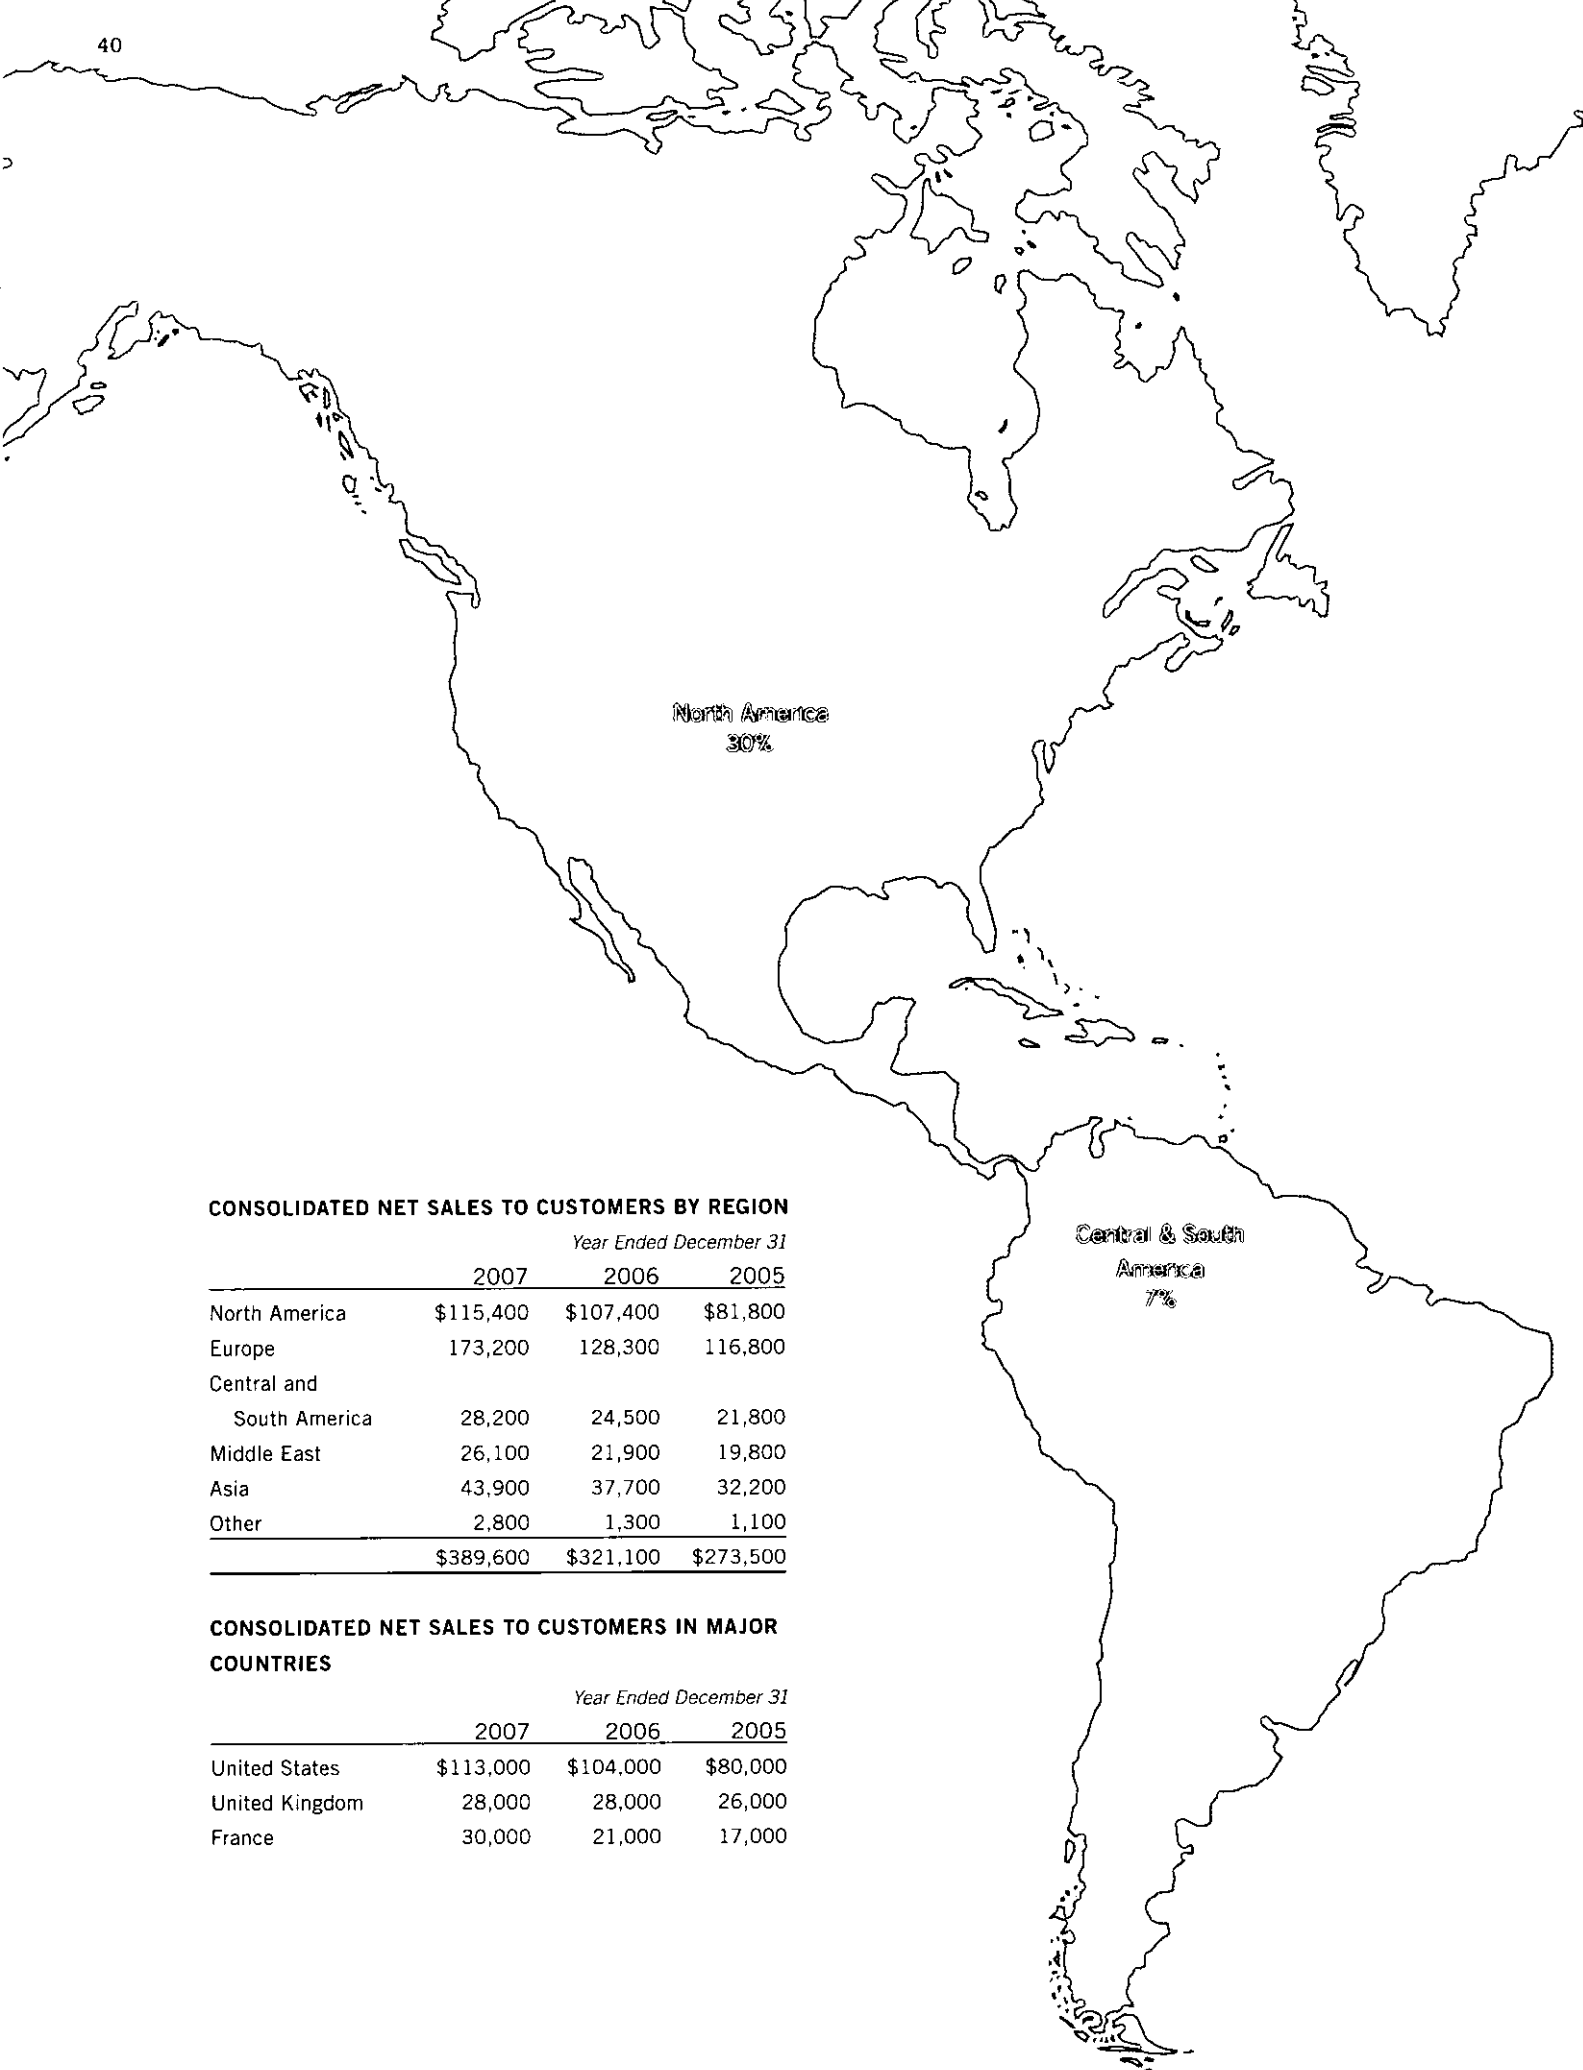 40
North America
30%
Central & South
America
7%
CONSOLIDATED NET SALES TO CUSTOMERS BY REGION
Year Ended December 31
2007 2006 2005
North America $115,400 $107,400 $81,800
Europe 173,200 128,300 116,800
Central and
South America 28,200 24,500 21,800
Middle East 26,100 21,900 19,800
Asia 43,900 37,700 32,200
Other 2,800 1,300 1,100
$389,600 $321,100 $273,500
CONSOLIDATED NET SALES TO CUSTOMERS IN MAJOR
COUNTRIES
Year Ended December 31
2007 2006 2005
United States $113,000 $104,000 $80,000
United Kingdom 28,000 28,000 26,000
France 30,000 21,000 17,000